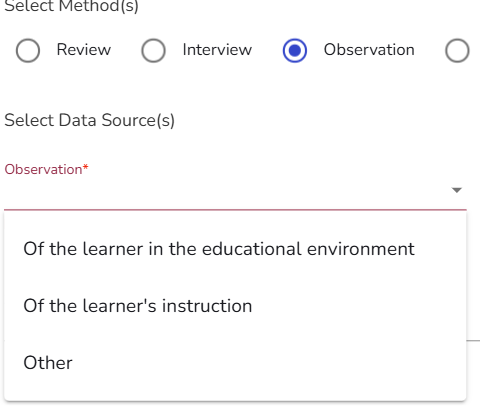 Select Method(s)
Review Interview Observation
Select Data Source(s)
Observation*
Of the learner in the educational environment
Of the learner's instruction
Other